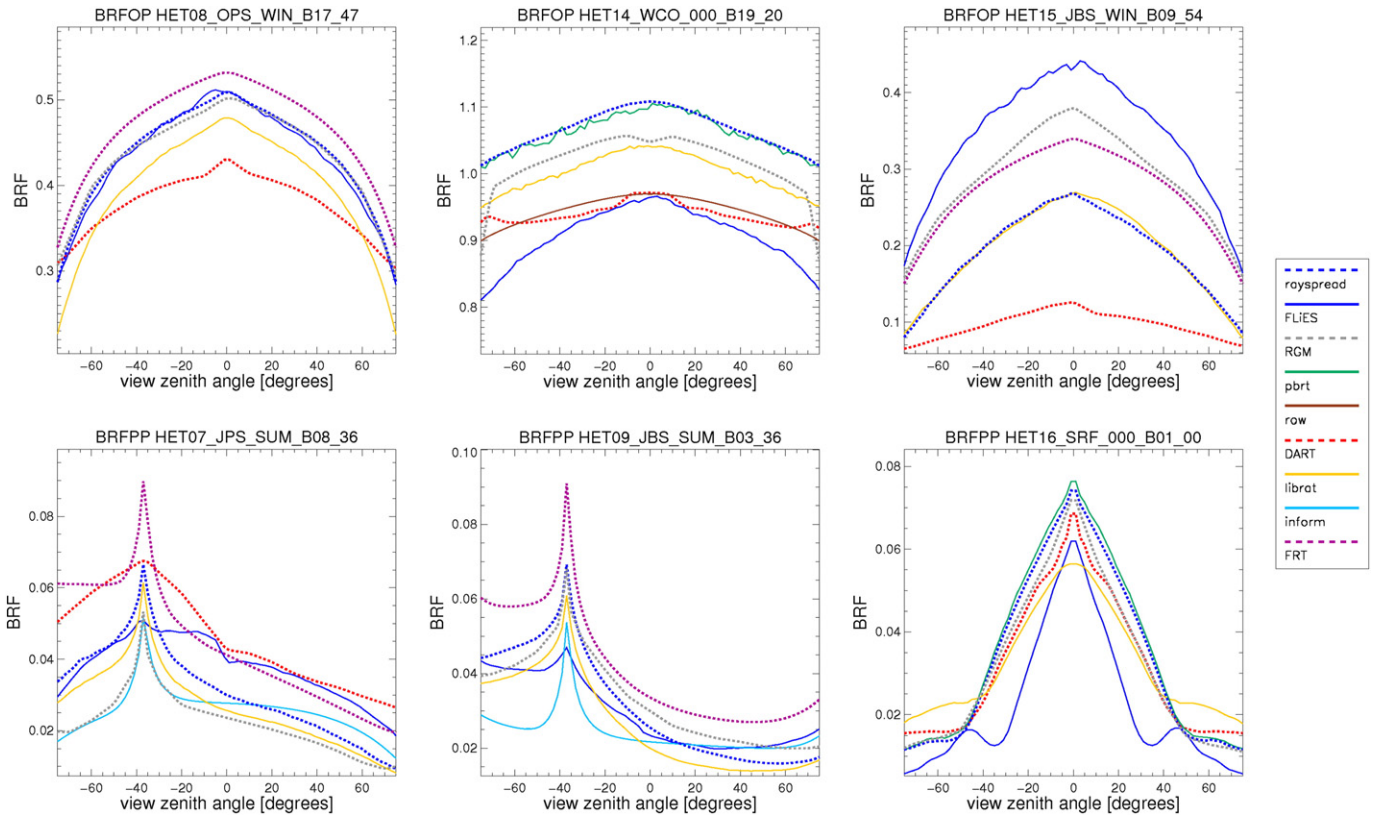 BRFOP HET08_OPS_WIN_B17_47
BRF
0.5
0.4
0.3
−60 −40 −20 0 20 40 60
view zenith angle [degrees]
BRFOP HET14_WCO_000_B19_20
BRF
1.2
1.1
1.0
0.9
0.8
−60 −40 −20 0 20 40 60
view zenith angle [degrees]
BRFOP HET15_JBS_WIN_B09_54
BRF
0.4
0.3
0.2
0.1
−60 −40 −20 0 20 40 60
view zenith angle [degrees]
BRFPP HET07_JPS_SUM_B08_36
BRF
0.08
0.06
0.04
0.02
−60 −40 −20 0 20 40 60
view zenith angle [degrees]
BRFPP HET09_JBS_SUM_B03_36
BRF
0.10
0.08
0.06
0.04
0.02
−60 −40 −20 0 20 40 60
view zenith angle [degrees]
BRFPP HET16_SRF_000_B01_00
BRF
0.08
0.06
0.04
0.02
−60 −40 −20 0 20 40 60
view zenith angle [degrees]
rayspread
FLiES
RGM
pbrt
raw
DART
librat
inform
FRT